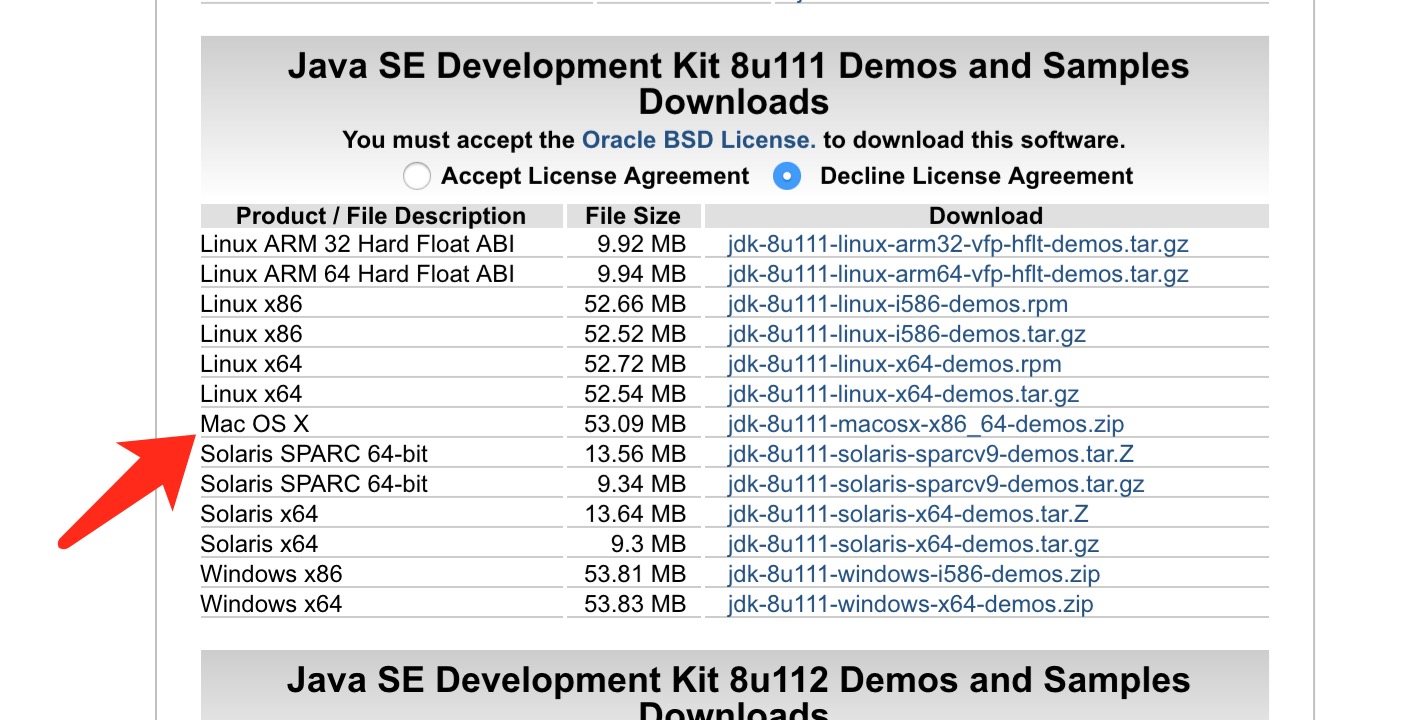 Java SE Development Kit 8u111 Demos and Samples
Downloads
You must accept the Oracle BSD License. to download this software.
Accept License Agreement Decline License Agreement
Product / File Description File Size Download
Linux ARM 32 Hard Float ABI 9.92 MB jdk-8u111-linux-arm32-vfp-hflt-demos.tar.gz
Linux ARM 64 Hard Float ABI 9.94 MB jdk-8u111-linux-arm64-vfp-hflt-demos.tar.gz
Linux x86 52.66 MB jdk-8u111-linux-i586-demos.rpm
Linux x86 52.52 MB jdk-8u111-linux-i586-demos.tar.gz
Linux x64 52.72 MB jdk-8u111-linux-x64-demos.rpm
Linux x64 52.54 MB jdk-8u111-linux-x64-demos.tar.gz
Mac OS X 53.09 MB jdk-8u111-macosx-x86_64-demos.zip
Solaris SPARC 64-bit 13.56 MB jdk-8u111-solaris-sparcv9-demos.tar.Z
Solaris SPARC 64-bit 9.34 MB jdk-8u111-solaris-sparcv9-demos.tar.gz
Solaris x64 13.64 MB jdk-8u111-solaris-x64-demos.tar.Z
Solaris x64 9.3 MB jdk-8u111-solaris-x64-demos.tar.gz
Windows x86 53.81 MB jdk-8u111-windows-i586-demos.zip
Windows x64 53.83 MB jdk-8u111-windows-x64-demos.zip
Java SE Development Kit 8u112 Demos and Samples
Downloads